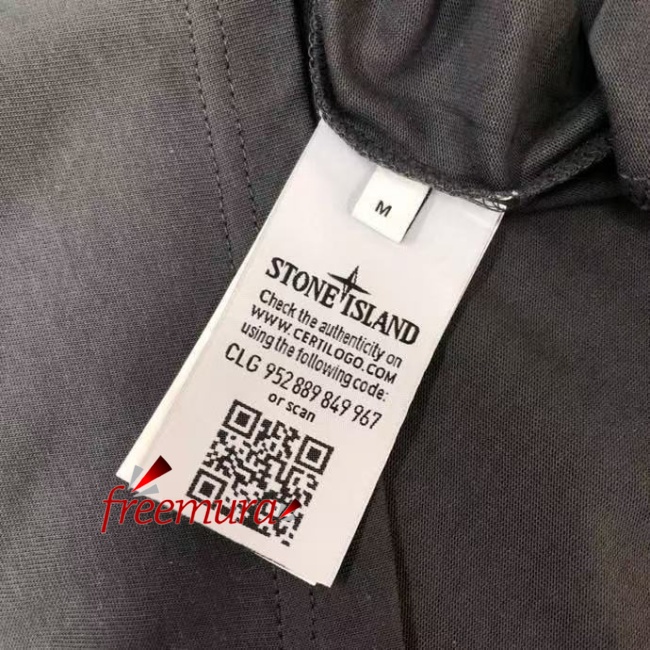 M
STONE ISLAND
Check the authenticity on
WWW.CERTILOGO.COM
using the following code:
CLG 952 889 849 967
or scan
freemura